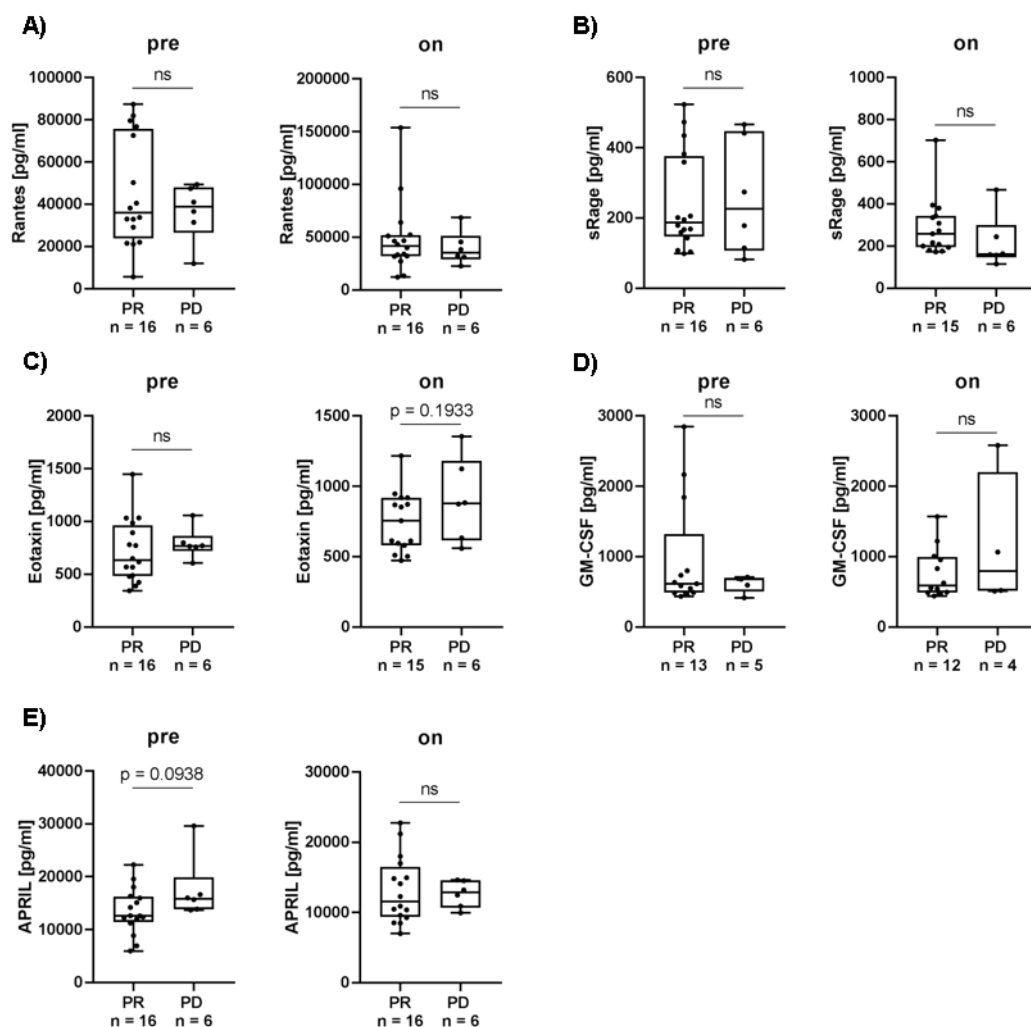 A)
pre
ns
Rantes [pg/ml]
100000
80000
60000
40000
20000
0
PR PD
n = 16 n = 6
on
ns
Rantes [pg/ml]
200000
150000
100000
50000
0
PR PD
n = 16 n = 6
B)
pre
ns
sRage [pg/ml]
600
400
200
0
PR PD
n = 16 n = 6
on
ns
sRage [pg/ml]
1000
800
600
400
200
0
PR PD
n = 15 n = 6
C)
pre
ns
Eotaxin [pg/ml]
2000
1500
1000
500
0
PR PD
n = 16 n = 6
on
p = 0.1933
Eotaxin [pg/ml]
1500
1000
500
0
PR PD
n = 15 n = 6
D)
pre
ns
GM-CSF [pg/ml]
3000
2000
1000
0
PR PD
n = 13 n = 5
on
ns
GM-CSF [pg/ml]
3000
2000
1000
0
PR PD
n = 12 n = 4
E)
pre
p = 0.0938
APRIL [pg/ml]
40000
30000
20000
10000
0
PR PD
n = 16 n = 6
on
ns
APRIL [pg/ml]
30000
20000
10000
0
PR PD
n = 16 n = 6